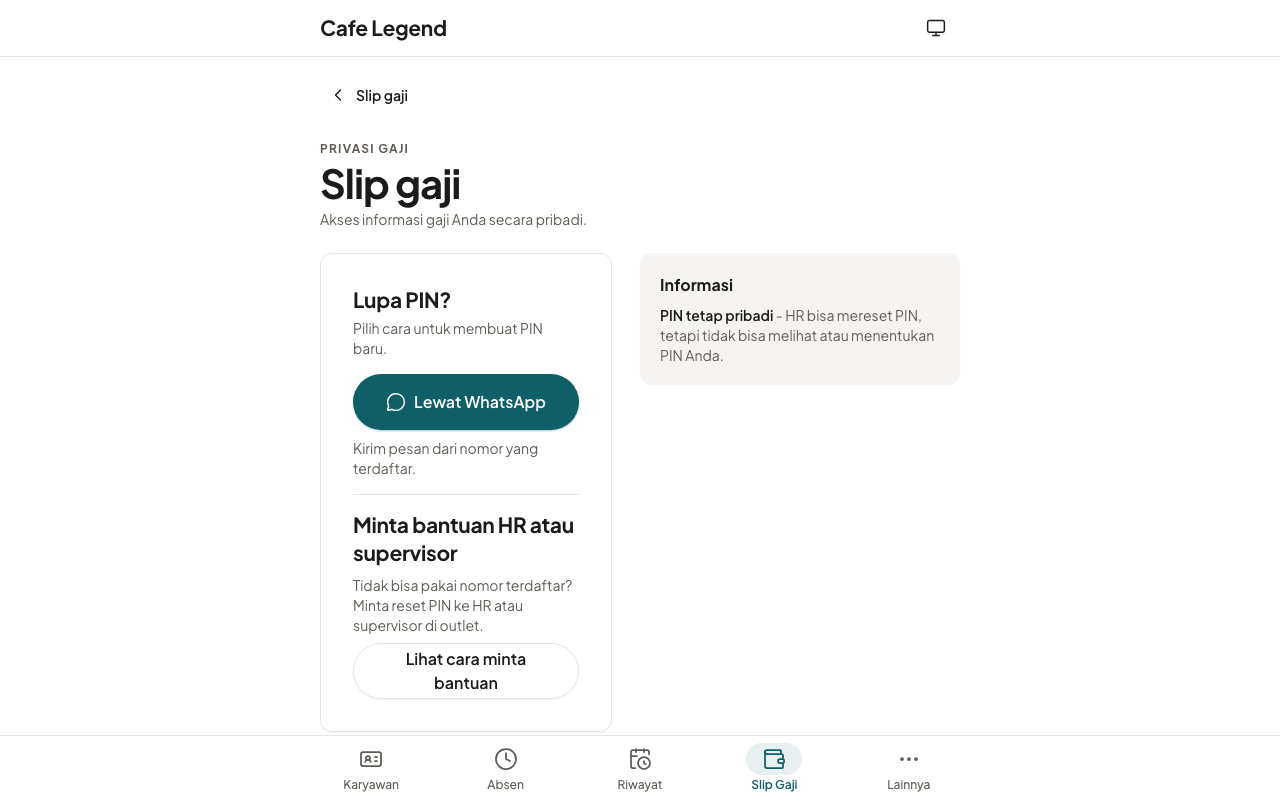 Cafe Legend
Slip gaji
PRIVASI GAJI
Slip gaji
Akses informasi gaji Anda secara pribadi.
Lupa PIN?
Pilih cara untuk membuat PIN
baru.
Lewat WhatsApp
Kirim pesan dari nomor yang
terdaftar.
Minta bantuan HR atau
supervisor
Tidak bisa pakai nomor terdaftar?
Minta reset PIN ke HR atau
supervisor di outlet.
Lihat cara minta
bantuan
Informasi
PIN tetap pribadi - HR bisa mereset PIN,
tetapi tidak bisa melihat atau menentukan
PIN Anda.
Karyawan
Absen
Riwayat
Slip Gaji
Lainnya